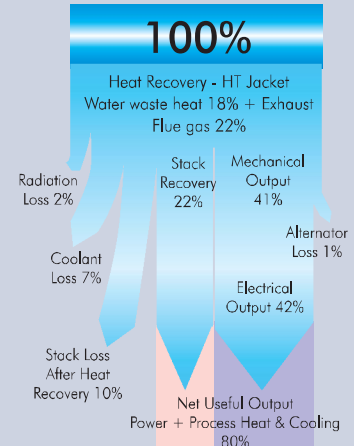 100%
Heat Recovery - HT Jacket
Water waste heat 18% + Exhaust
Flue gas 22%
Radiation
Loss 2%
Stack
Recovery
22%
Mechanical
Output
41%
Alternator
Loss 1%
Coolant
Loss 7%
Electrical
Output 42%
Stack Loss
After Heat
Recovery 10%
Net Useful Output
Power + Process Heat & Cooling
80%